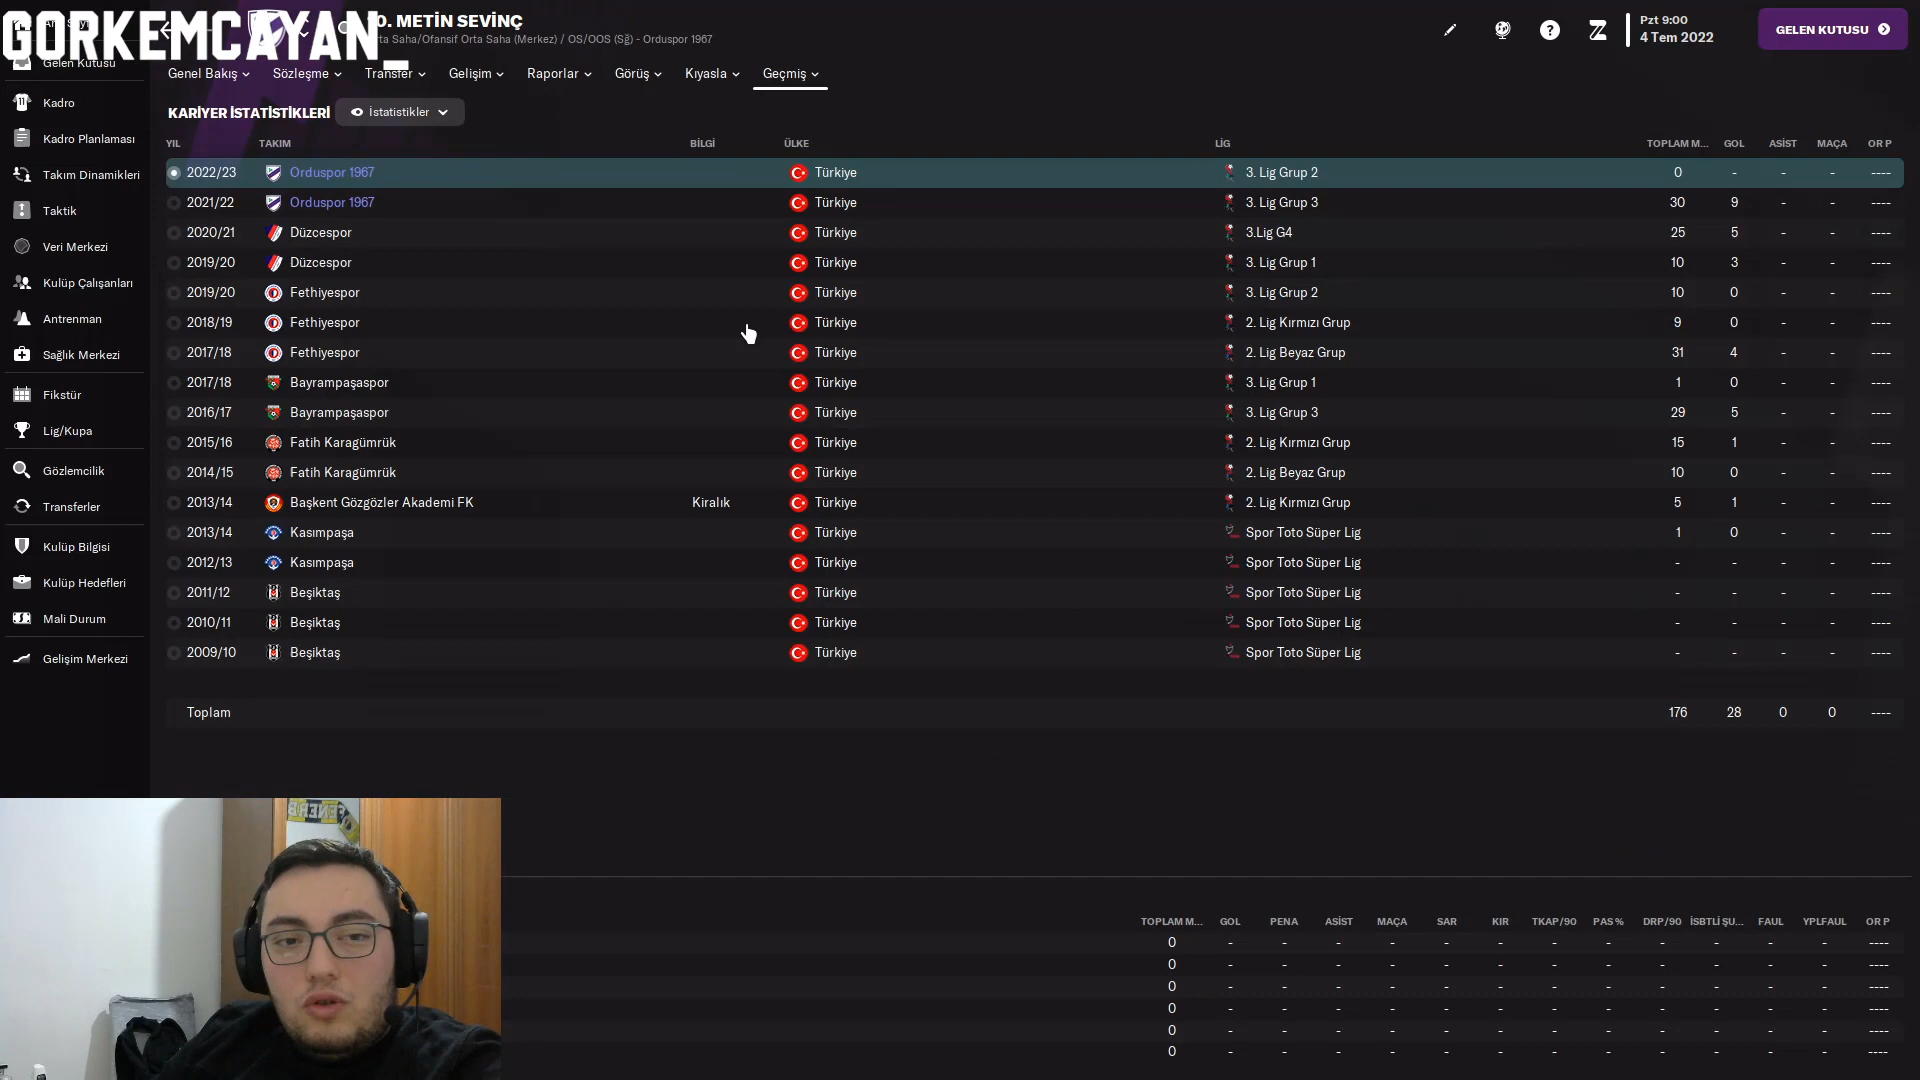 GORKEMCAYAN_
10. METİN SEVİNÇ
Orta Saha/Ofansif Orta Saha (Merkez) / OS/OOS (Sğ) - Orduspor 1967
Pzt 9:00
4 Tem 2022
GELEN KUTUSU
Gelen Kutusu
Kadro
Kadro Planlaması
Takım Dinamikleri
Taktik
Veri Merkezi
Kulüp Çalışanları
Antrenman
Sağlık Merkezi
Fikstür
Lig/Kupa
Gözlemcilik
Transferler
Kulüp Bilgisi
Kulüp Hedefleri
Mali Durum
Gelişim Merkezi
Genel Bakış Sözleşme Transfer Gelişim Raporlar Görüş Kıyasla Geçmiş
KARİYER İSTATİSTİKLERİ İstatistikler
YIL TAKIM BİLGİ ÜLKE LİG TOPLAM M... GOL ASİST MAÇA OR P
2022/23 Orduspor 1967 Türkiye 3. Lig Grup 2 0 - - - ----
2021/22 Orduspor 1967 Türkiye 3. Lig Grup 3 30 9 - - ----
2020/21 Düzcespor Türkiye 3.Lig G4 25 5 - - ----
2019/20 Düzcespor Türkiye 3. Lig Grup 1 10 3 - - ----
2019/20 Fethiyespor Türkiye 3. Lig Grup 2 10 0 - - ----
2018/19 Fethiyespor Türkiye 2. Lig Kırmızı Grup 9 0 - - ----
2017/18 Fethiyespor Türkiye 2. Lig Beyaz Grup 31 4 - - ----
2017/18 Bayrampaşaspor Türkiye 3. Lig Grup 1 1 0 - - ----
2016/17 Bayrampaşaspor Türkiye 3. Lig Grup 3 29 5 - - ----
2015/16 Fatih Karagümrük Türkiye 2. Lig Kırmızı Grup 15 1 - - ----
2014/15 Fatih Karagümrük Türkiye 2. Lig Beyaz Grup 10 0 - - ----
2013/14 Başkent Gözgözler Akademi FK Kiralık Türkiye 2. Lig Kırmızı Grup 5 1 - - ----
2013/14 Kasımpaşa Türkiye Spor Toto Süper Lig 1 0 - - ----
2012/13 Kasımpaşa Türkiye Spor Toto Süper Lig - - - - ----
2011/12 Beşiktaş Türkiye Spor Toto Süper Lig - - - - ----
2010/11 Beşiktaş Türkiye Spor Toto Süper Lig - - - - ----
2009/10 Beşiktaş Türkiye Spor Toto Süper Lig - - - - ----
Toplam 176 28 0 0 ----
TOPLAM M... GOL PENA ASİST MAÇA SAR KIR TKAP/90 PAS % DRP/90 İSBTLİ ŞU... FAUL YPLFAUL OR P
0 - - - - - - - - - - - - ----
0 - - - - - - - - - - - - ----
0 - - - - - - - - - - - - ----
0 - - - - - - - - - - - - ----
0 - - - - - - - - - - - - ----
0 - - - - - - - - - - - - ----
FENERB